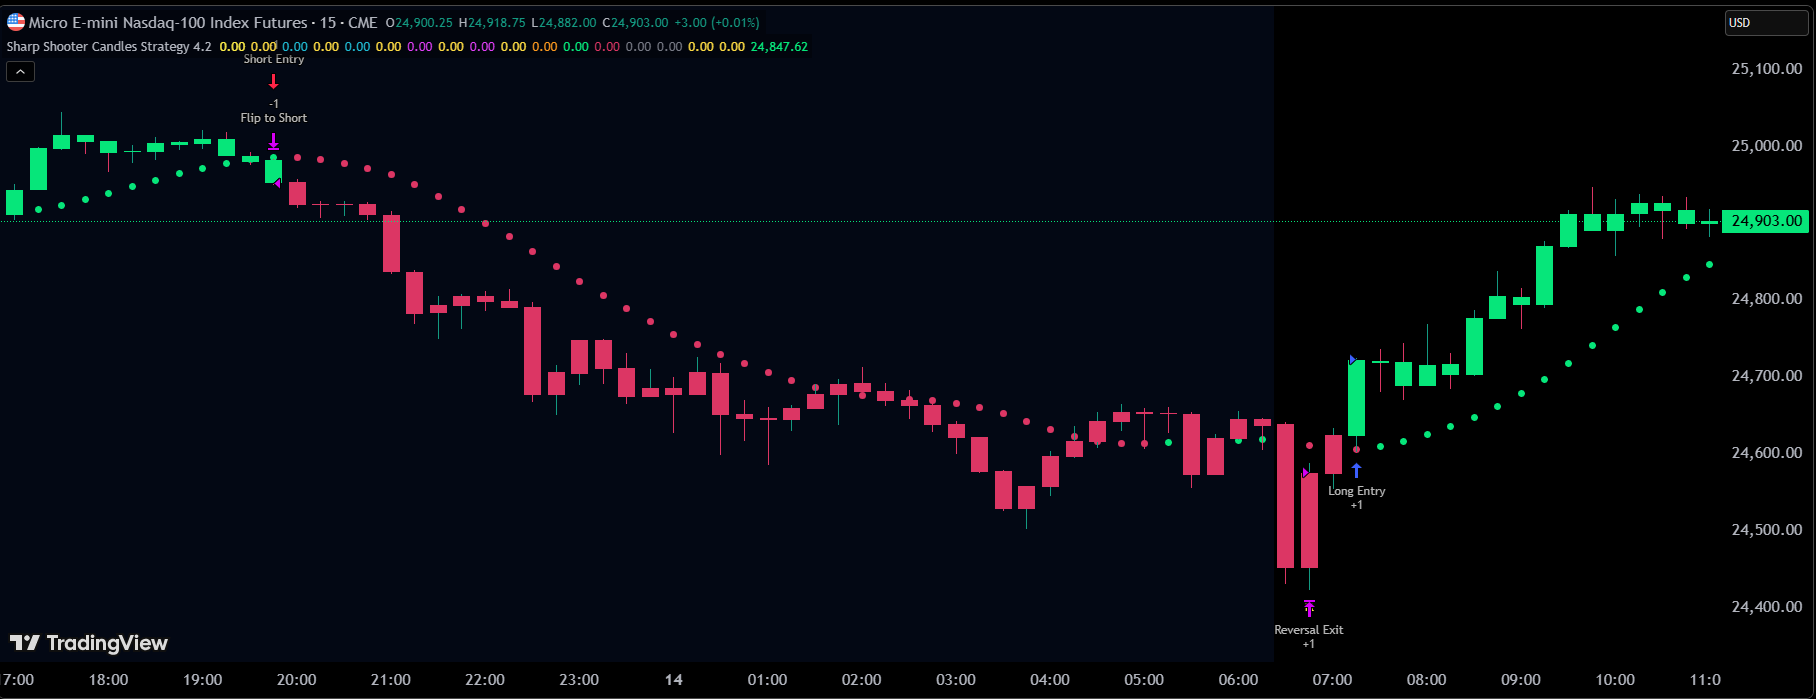 Micro E-mini Nasdaq-100 Index Futures · 15 · CME O24,900.25 H24,918.75 L24,882.00 C24,903.00 +3.00 (+0.01%)
USD
Sharp Shooter Candles Strategy 4.2 0.00 0.00 0.00 0.00 0.00 0.00 0.00 0.00 0.00 0.00 0.00 0.00 0.00 0.00 0.00 0.00 0.00 24,847.62
Short Entry
25,100.00
-1
Flip to Short
25,000.00
24,903.00
24,800.00
24,700.00
24,600.00
Long Entry
+1
24,500.00
24,400.00
Reversal Exit
+1
TradingView
17:00 18:00 19:00 20:00 21:00 22:00 23:00 14 01:00 02:00 03:00 04:00 05:00 06:00 07:00 08:00 09:00 10:00 11:0